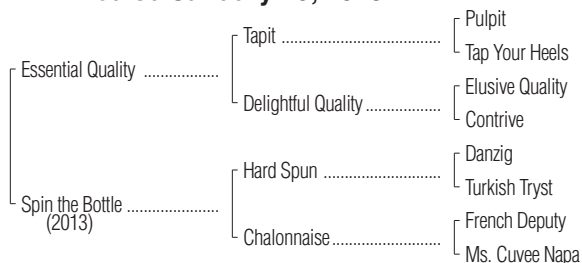 Pulpit
Tapit
Tap Your Heels
Essential Quality
Elusive Quality
Delightful Quality
Contrive
Danzig
Hard Spun
Turkish Tryst
Spin the Bottle
(2013)
French Deputy
Chalonnaise
Ms. Cuvee Napa